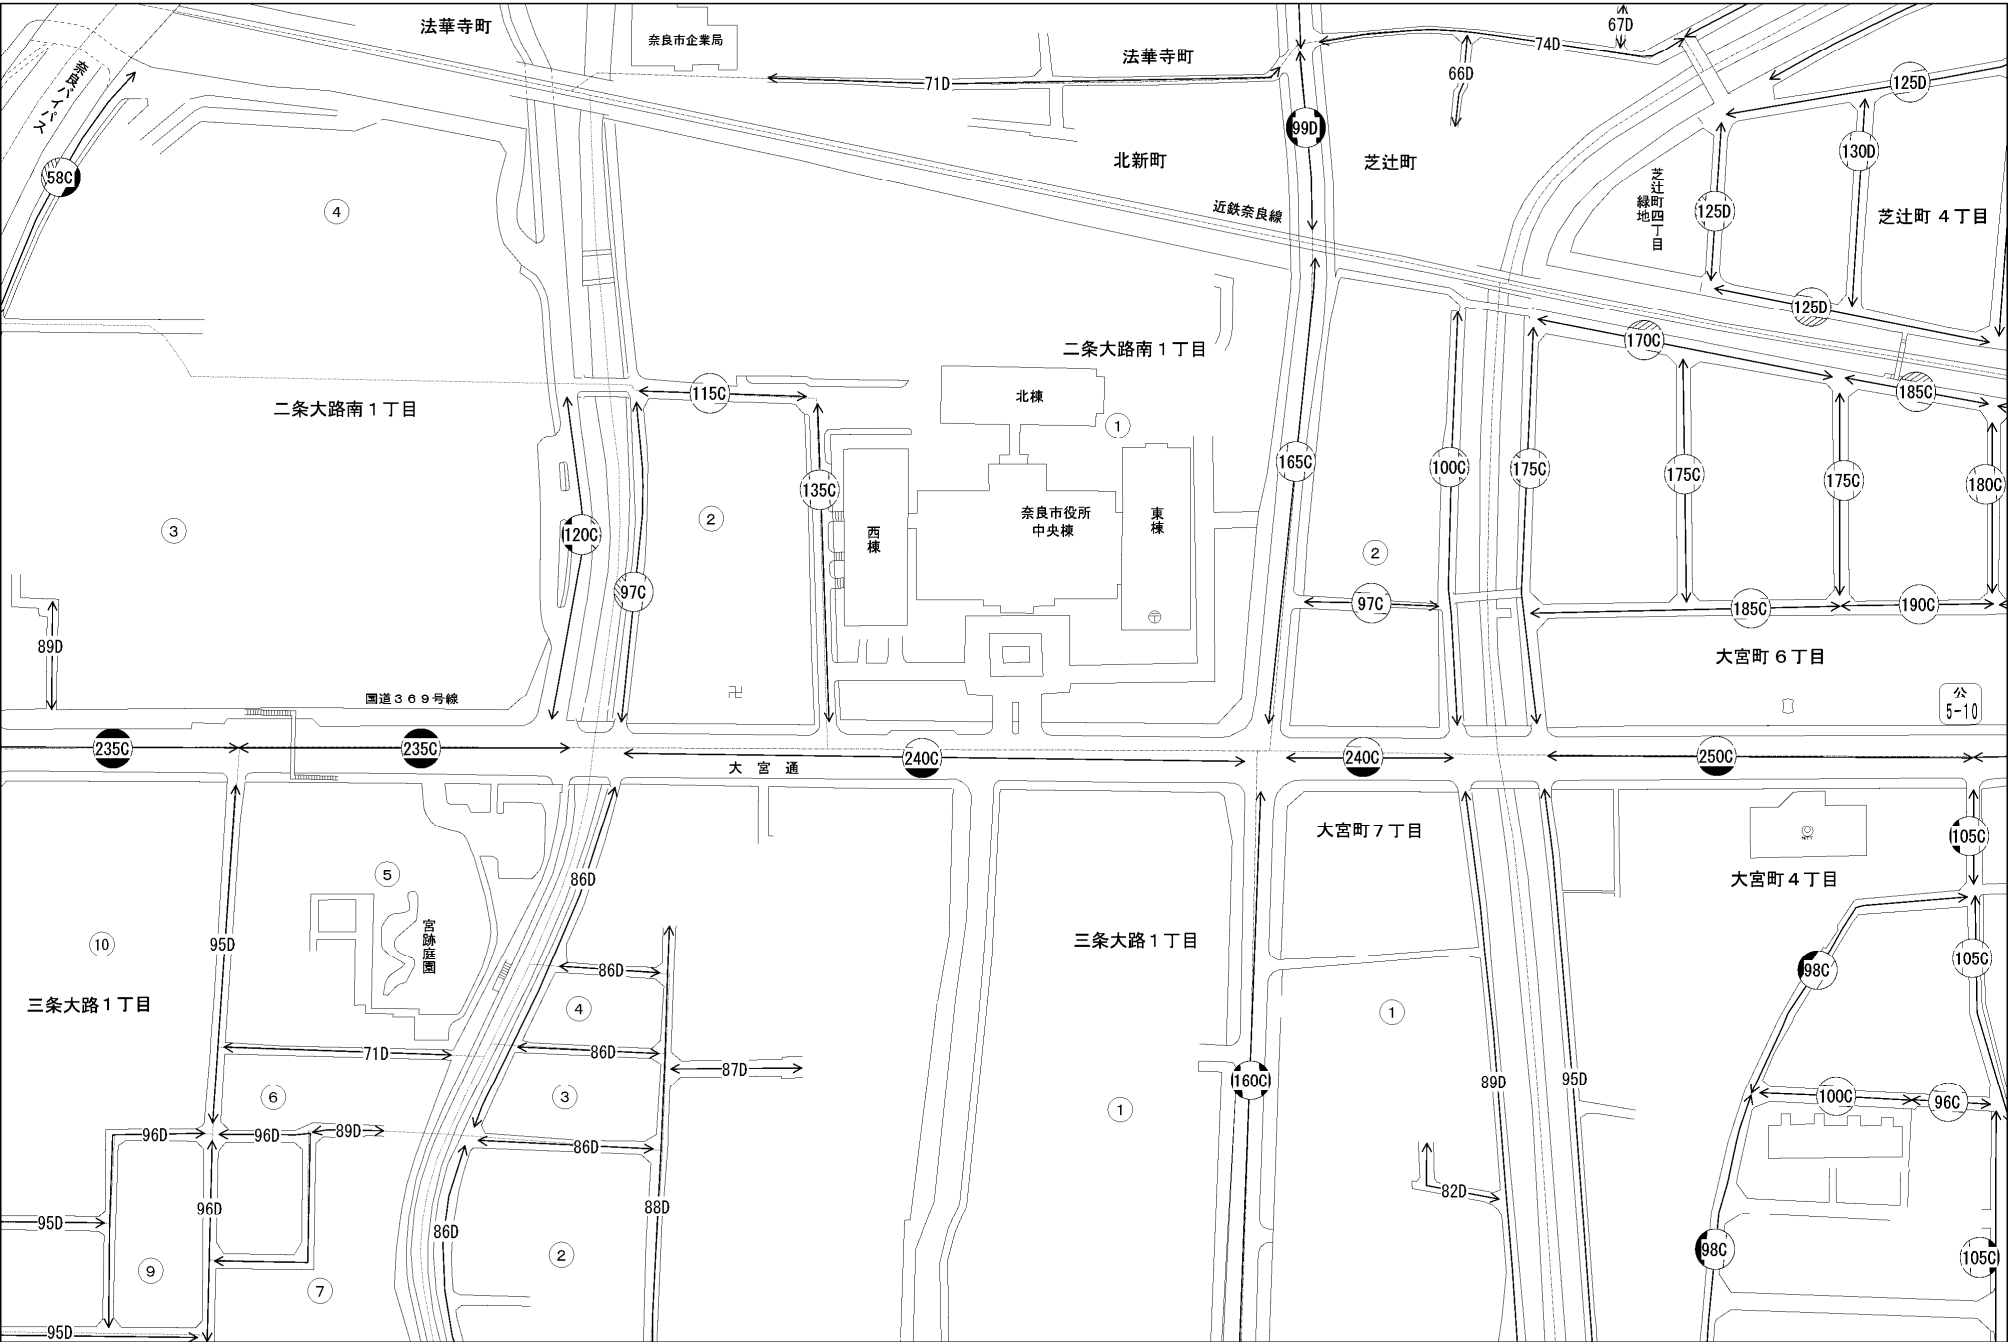 法華寺町
奈良市企業局
法華寺町
67D
74D
66D
71D
奈良バイパス
125D
99D
58C
北新町
芝辻町
130D
芝辻町四丁目
緑地
125D
芝辻町4丁目
④
近鉄奈良線
125D
170C
二条大路南1丁目
185C
115C
北棟
二条大路南1丁目
①
135C
165C
100C
175C
175C
175C
180C
③
②
120C
西棟
奈良市役所
中央棟
東棟
②
97C
97C
185C
190C
89D
大宮町6丁目
国道369号線
卍
公
5-10
235C
235C
240C
240C
250C
大宮通
大宮町7丁目
105C
NTT
⑤
86D
大宮町4丁目
宮跡庭園
⑩
95D
三条大路1丁目
105C
86D
98C
三条大路1丁目
④
①
71D
86D
87D
160C
89D
95D
⑥
③
①
100C
96C
96D
96D
89D
86D
82D
96D
88D
95D
86D
②
98C
105C
⑨
⑦
95D